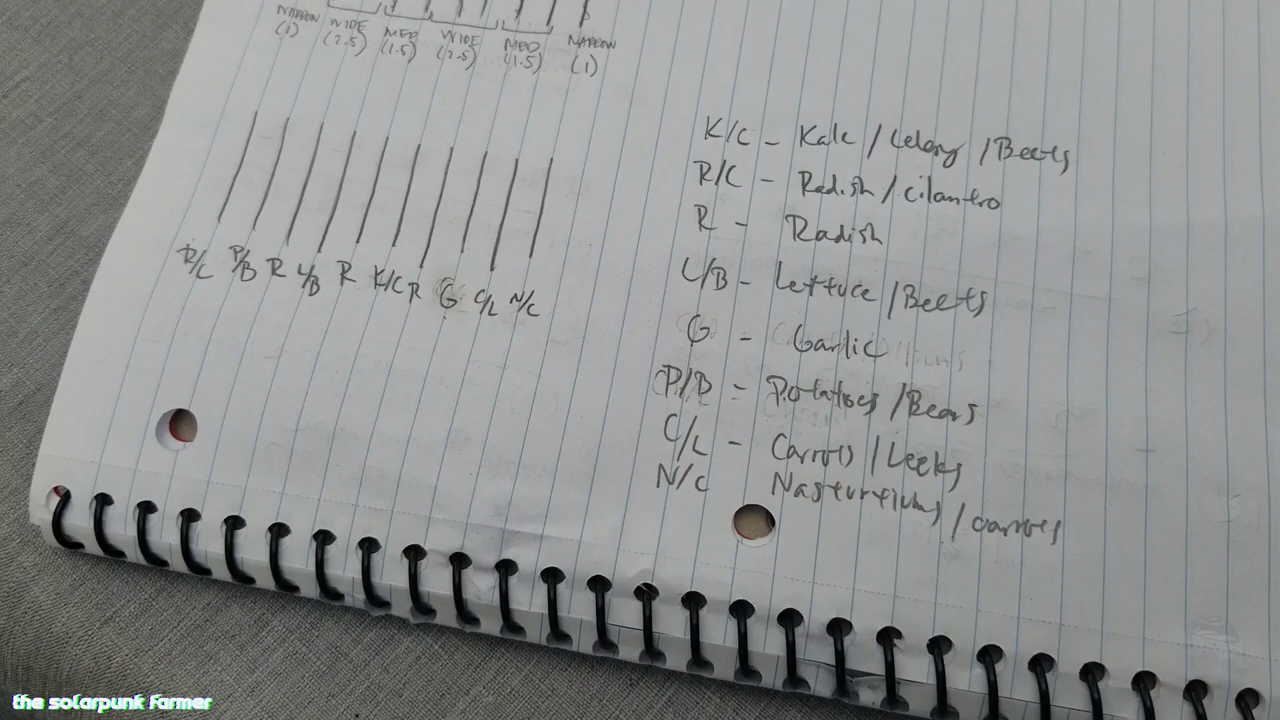 NARROW WIDE MED WIDE MED NARROW
(1) (2.5) (1.5) (2.5) (1.5) (1)
R/C P/B R L/B R K/C R G C/L N/C
K/C - Kale / Celery / Beets
R/C - Radish / cilantro
R - Radish
L/B - Lettuce / Beets
G - Garlic
P/B - Potatoes / Beans
C/L - Carrots / Leeks
N/C Nasturtiums / carrots
the solarpunk farmer